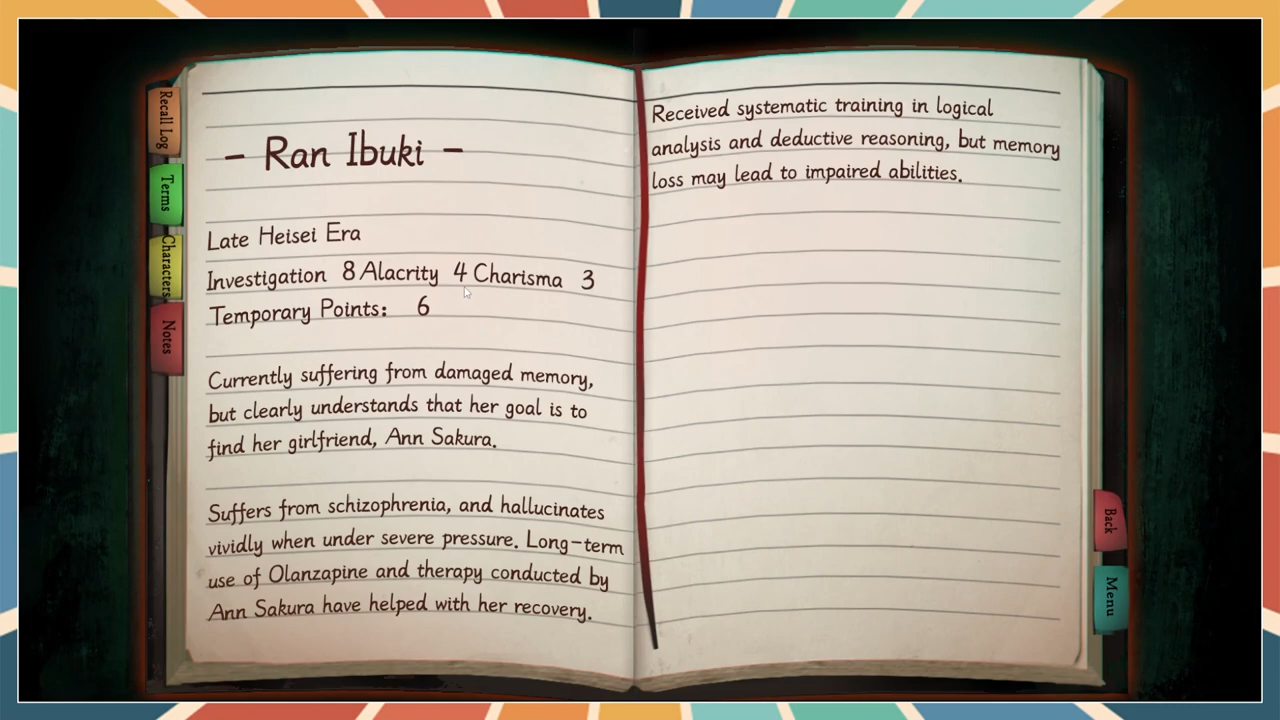 Recall Log
Terms
Characters
Notes
– Ran Ibuki –
Late Heisei Era
Investigation 8 Alacrity 4 Charisma 3
Temporary Points: 6
Currently suffering from damaged memory,
but clearly understands that her goal is to
find her girlfriend, Ann Sakura.
Suffers from schizophrenia, and hallucinates
vividly when under severe pressure. Long-term
use of Olanzapine and therapy conducted by
Ann Sakura have helped with her recovery.
Received systematic training in logical
analysis and deductive reasoning, but memory
loss may lead to impaired abilities.
Back
Menu